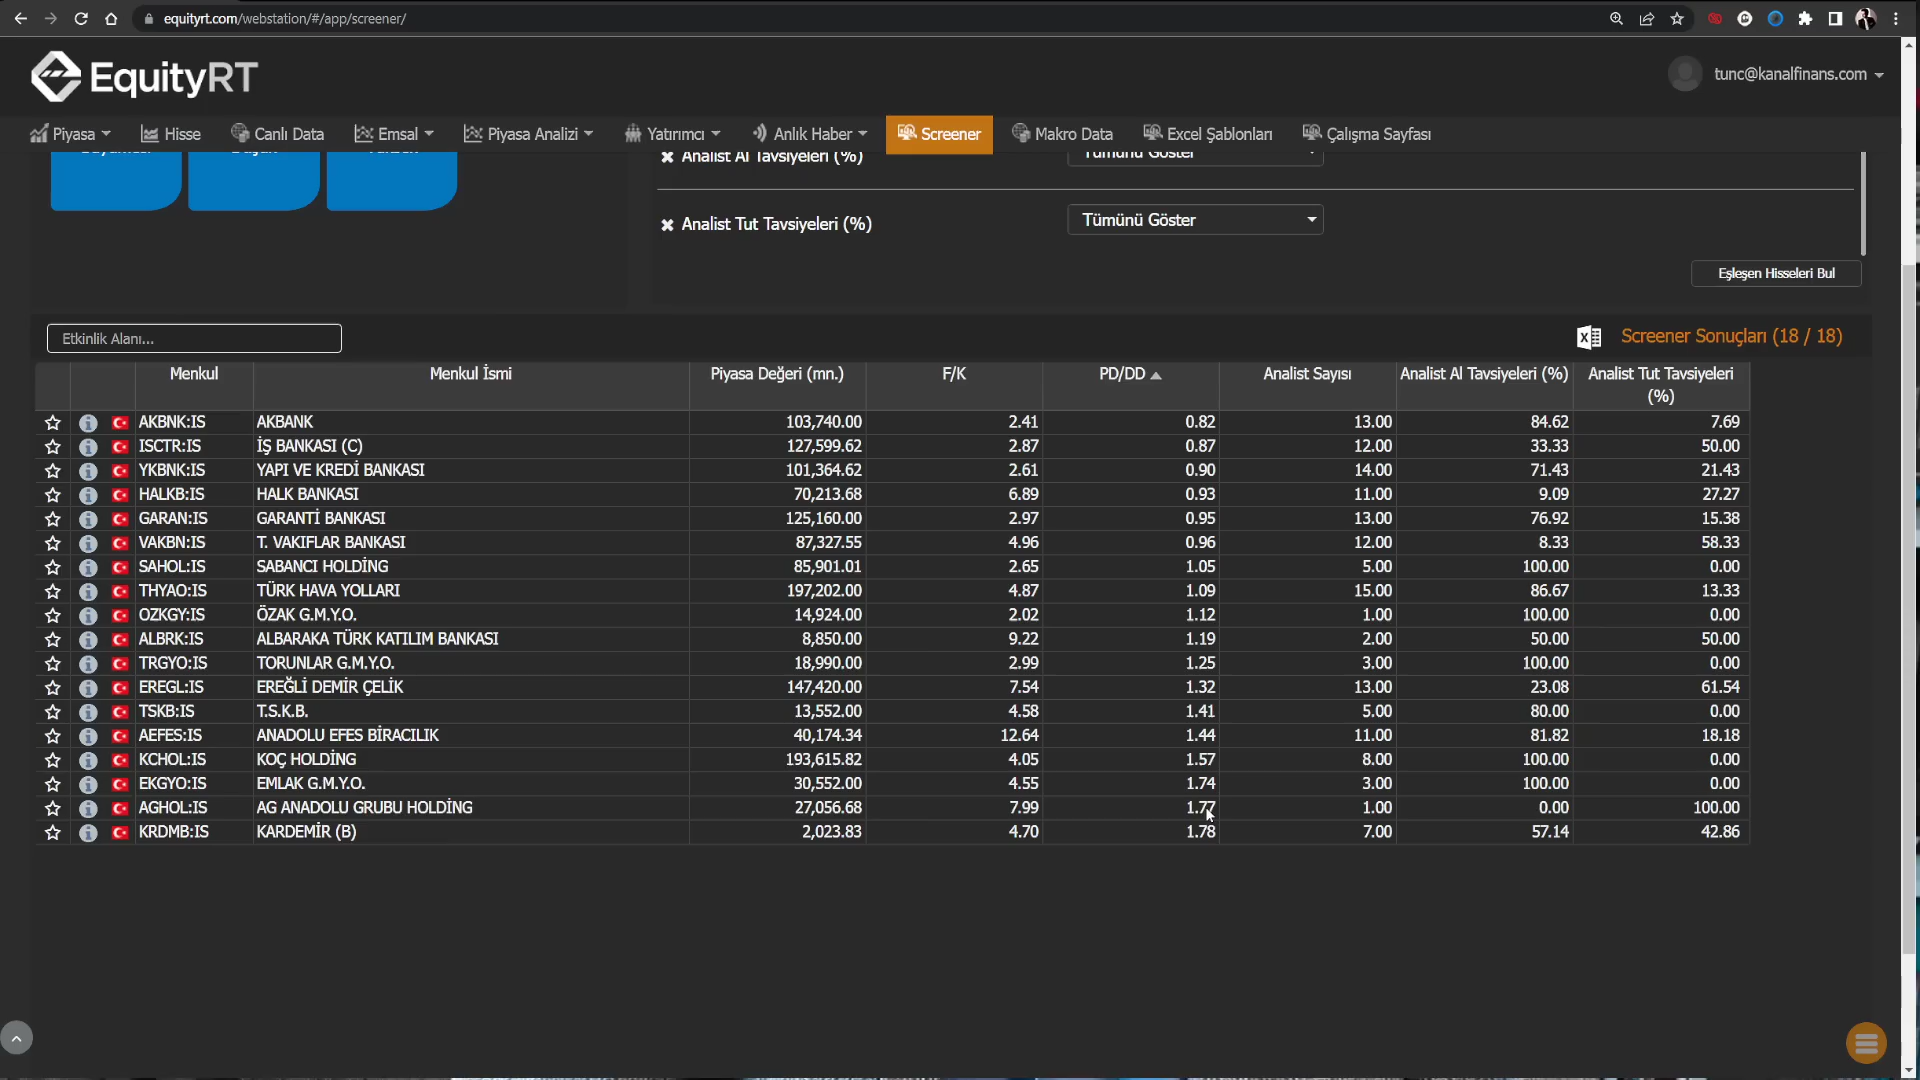 equityrt.com/webstation/#/app/screener/
EquityRT
tunc@kanalfinans.com
Piyasa Hisse Canlı Data Emsal Piyasa Analizi Yatırımcı Anlık Haber Screener Makro Data Excel Şablonları Çalışma Sayfası
Analist Al Tavsiyeleri (%) Tümünü Göster
Analist Tut Tavsiyeleri (%) Tümünü Göster
Eşleşen Hisseleri Bul
Etkinlik Alanı... Screener Sonuçları (18 / 18)
Menkul Menkul İsmi Piyasa Değeri (mn.) F/K PD/DD Analist Sayısı Analist Al Tavsiyeleri (%) Analist Tut Tavsiyeleri
(%)
AKBNK:IS AKBANK 103,740.00 2.41 0.82 13.00 84.62 7.69
ISCTR:IS İŞ BANKASI (C) 127,599.62 2.87 0.87 12.00 33.33 50.00
YKBNK:IS YAPI VE KREDİ BANKASI 101,364.62 2.61 0.90 14.00 71.43 21.43
HALKB:IS HALK BANKASI 70,213.68 6.89 0.93 11.00 9.09 27.27
GARAN:IS GARANTİ BANKASI 125,160.00 2.97 0.95 13.00 76.92 15.38
VAKBN:IS T. VAKIFLAR BANKASI 87,327.55 4.96 0.96 12.00 8.33 58.33
SAHOL:IS SABANCI HOLDİNG 85,901.01 2.65 1.05 5.00 100.00 0.00
THYAO:IS TÜRK HAVA YOLLARI 197,202.00 4.87 1.09 15.00 86.67 13.33
OZKGY:IS ÖZAK G.M.Y.O. 14,924.00 2.02 1.12 1.00 100.00 0.00
ALBRK:IS ALBARAKA TÜRK KATILIM BANKASI 8,850.00 9.22 1.19 2.00 50.00 50.00
TRGYO:IS TORUNLAR G.M.Y.O. 18,990.00 2.99 1.25 3.00 100.00 0.00
EREGL:IS EREĞLİ DEMİR ÇELİK 147,420.00 7.54 1.32 13.00 23.08 61.54
TSKB:IS T.S.K.B. 13,552.00 4.58 1.41 5.00 80.00 0.00
AEFES:IS ANADOLU EFES BİRACILIK 40,174.34 12.64 1.44 11.00 81.82 18.18
KCHOL:IS KOÇ HOLDİNG 193,615.82 4.05 1.57 8.00 100.00 0.00
EKGYO:IS EMLAK G.M.Y.O. 30,552.00 4.55 1.74 3.00 100.00 0.00
AGHOL:IS AG ANADOLU GRUBU HOLDİNG 27,056.68 7.99 1.77 1.00 0.00 100.00
KRDMB:IS KARDEMİR (B) 2,023.83 4.70 1.78 7.00 57.14 42.86